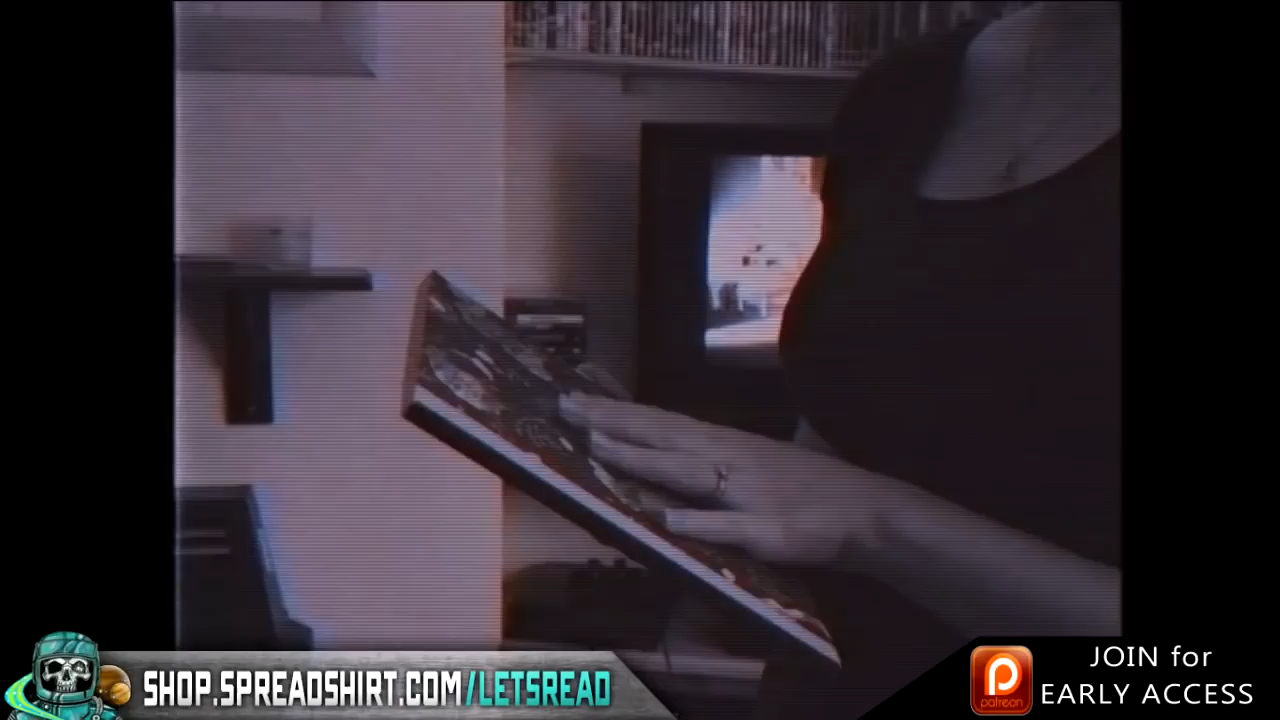 SHOP.SPREADSHIRT.COM/LETSREAD
patreon
JOIN for
EARLY ACCESS